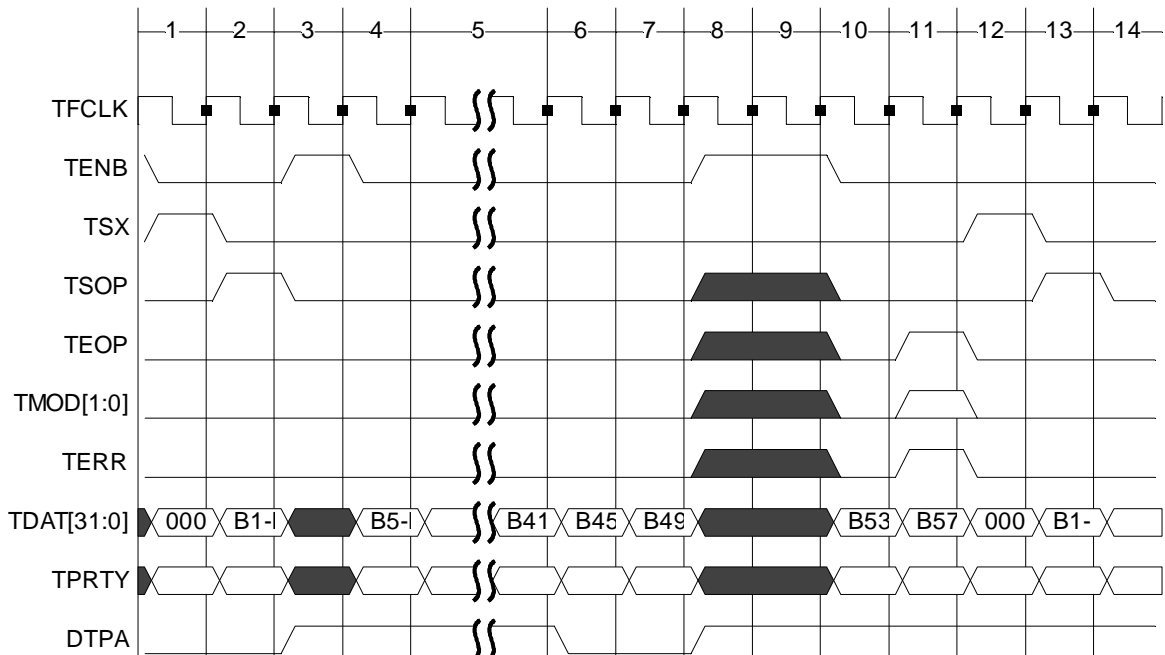 1 2 3 4 5 6 7 8 9 10 11 12 13 14
TFCLK
TENB
TSX
TSOP
TEOP
TMOD[1:0]
TERR
TDAT[31:0] 000 B1- B5- B41 B45 B49 B53 B57 000 B1-
TPRTY
DTPA